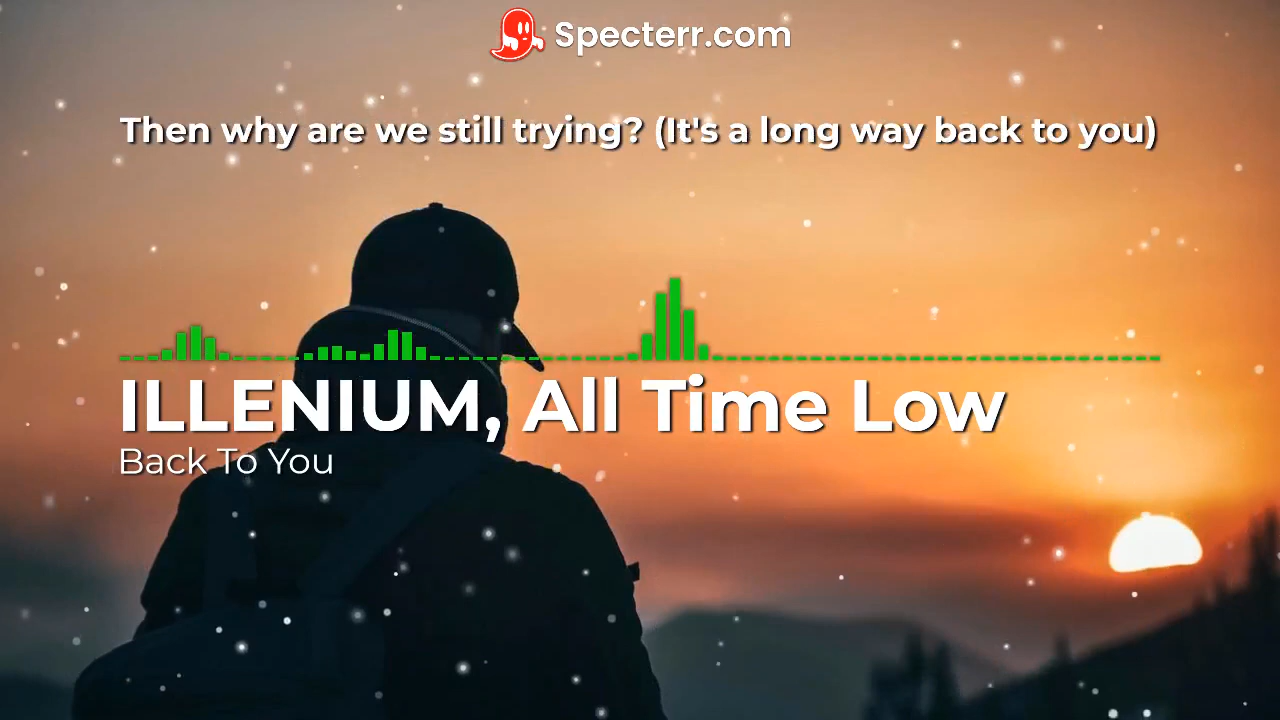 Specterr.com
Then why are we still trying? (It's a long way back to you)
ILLENIUM, All Time Low
Back To You